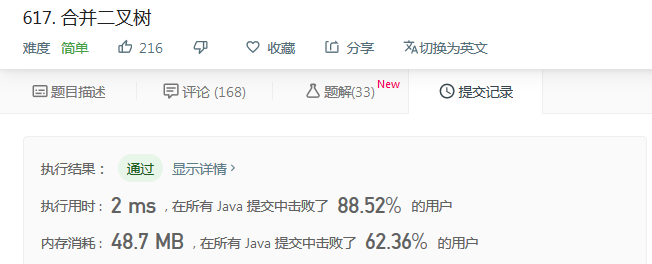 617. 合并二叉树
难度 简单 216 收藏 分享 切换为英文
题目描述 评论 (168) 题解(33) New 提交记录
执行结果： 通过 显示详情 ›
执行用时 : 2 ms , 在所有 Java 提交中击败了 88.52% 的用户
内存消耗 : 48.7 MB , 在所有 Java 提交中击败了 62.36% 的用户